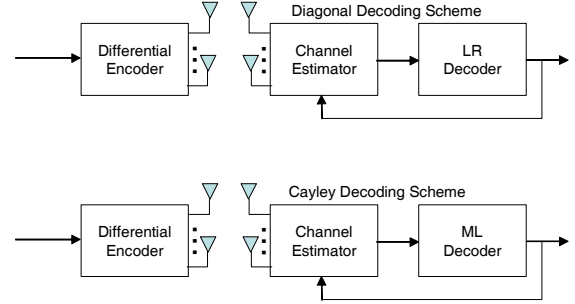 Diagonal Decoding Scheme
Differential
Encoder
Channel
Estimator
LR
Decoder
Cayley Decoding Scheme
Differential
Encoder
Channel
Estimator
ML
Decoder